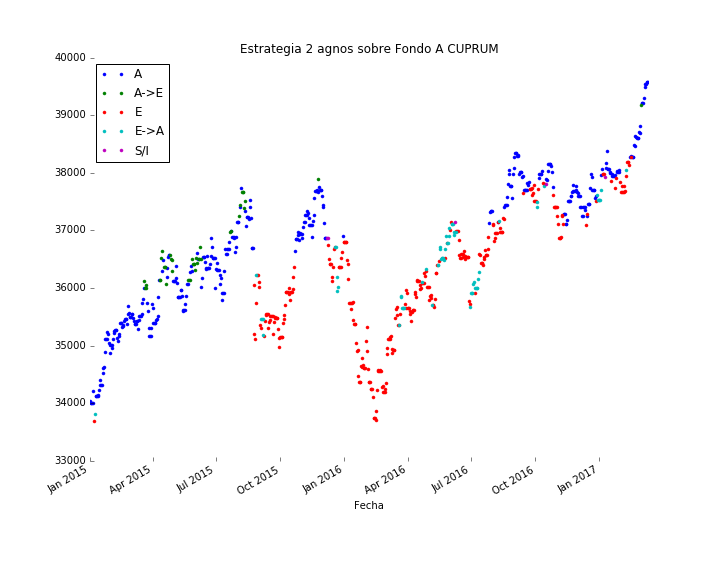 Estrategia 2 agnos sobre Fondo A CUPRUM
40000
39000
38000
37000
36000
35000
34000
33000
A
A->E
E
E->A
S/I
Jan 2015
Apr 2015
Jul 2015
Oct 2015
Jan 2016
Apr 2016
Jul 2016
Oct 2016
Jan 2017
Fecha